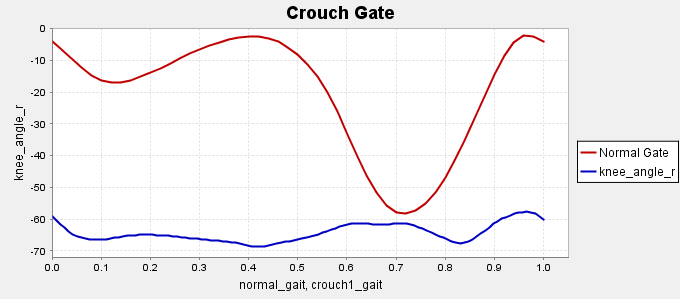 Crouch Gate
0
-10
-20
-30
-40
-50
-60
-70
knee_angle_r
0.0 0.1 0.2 0.3 0.4 0.5 0.6 0.7 0.8 0.9 1.0
normal_gait, crouch1_gait
Normal Gate
knee_angle_r